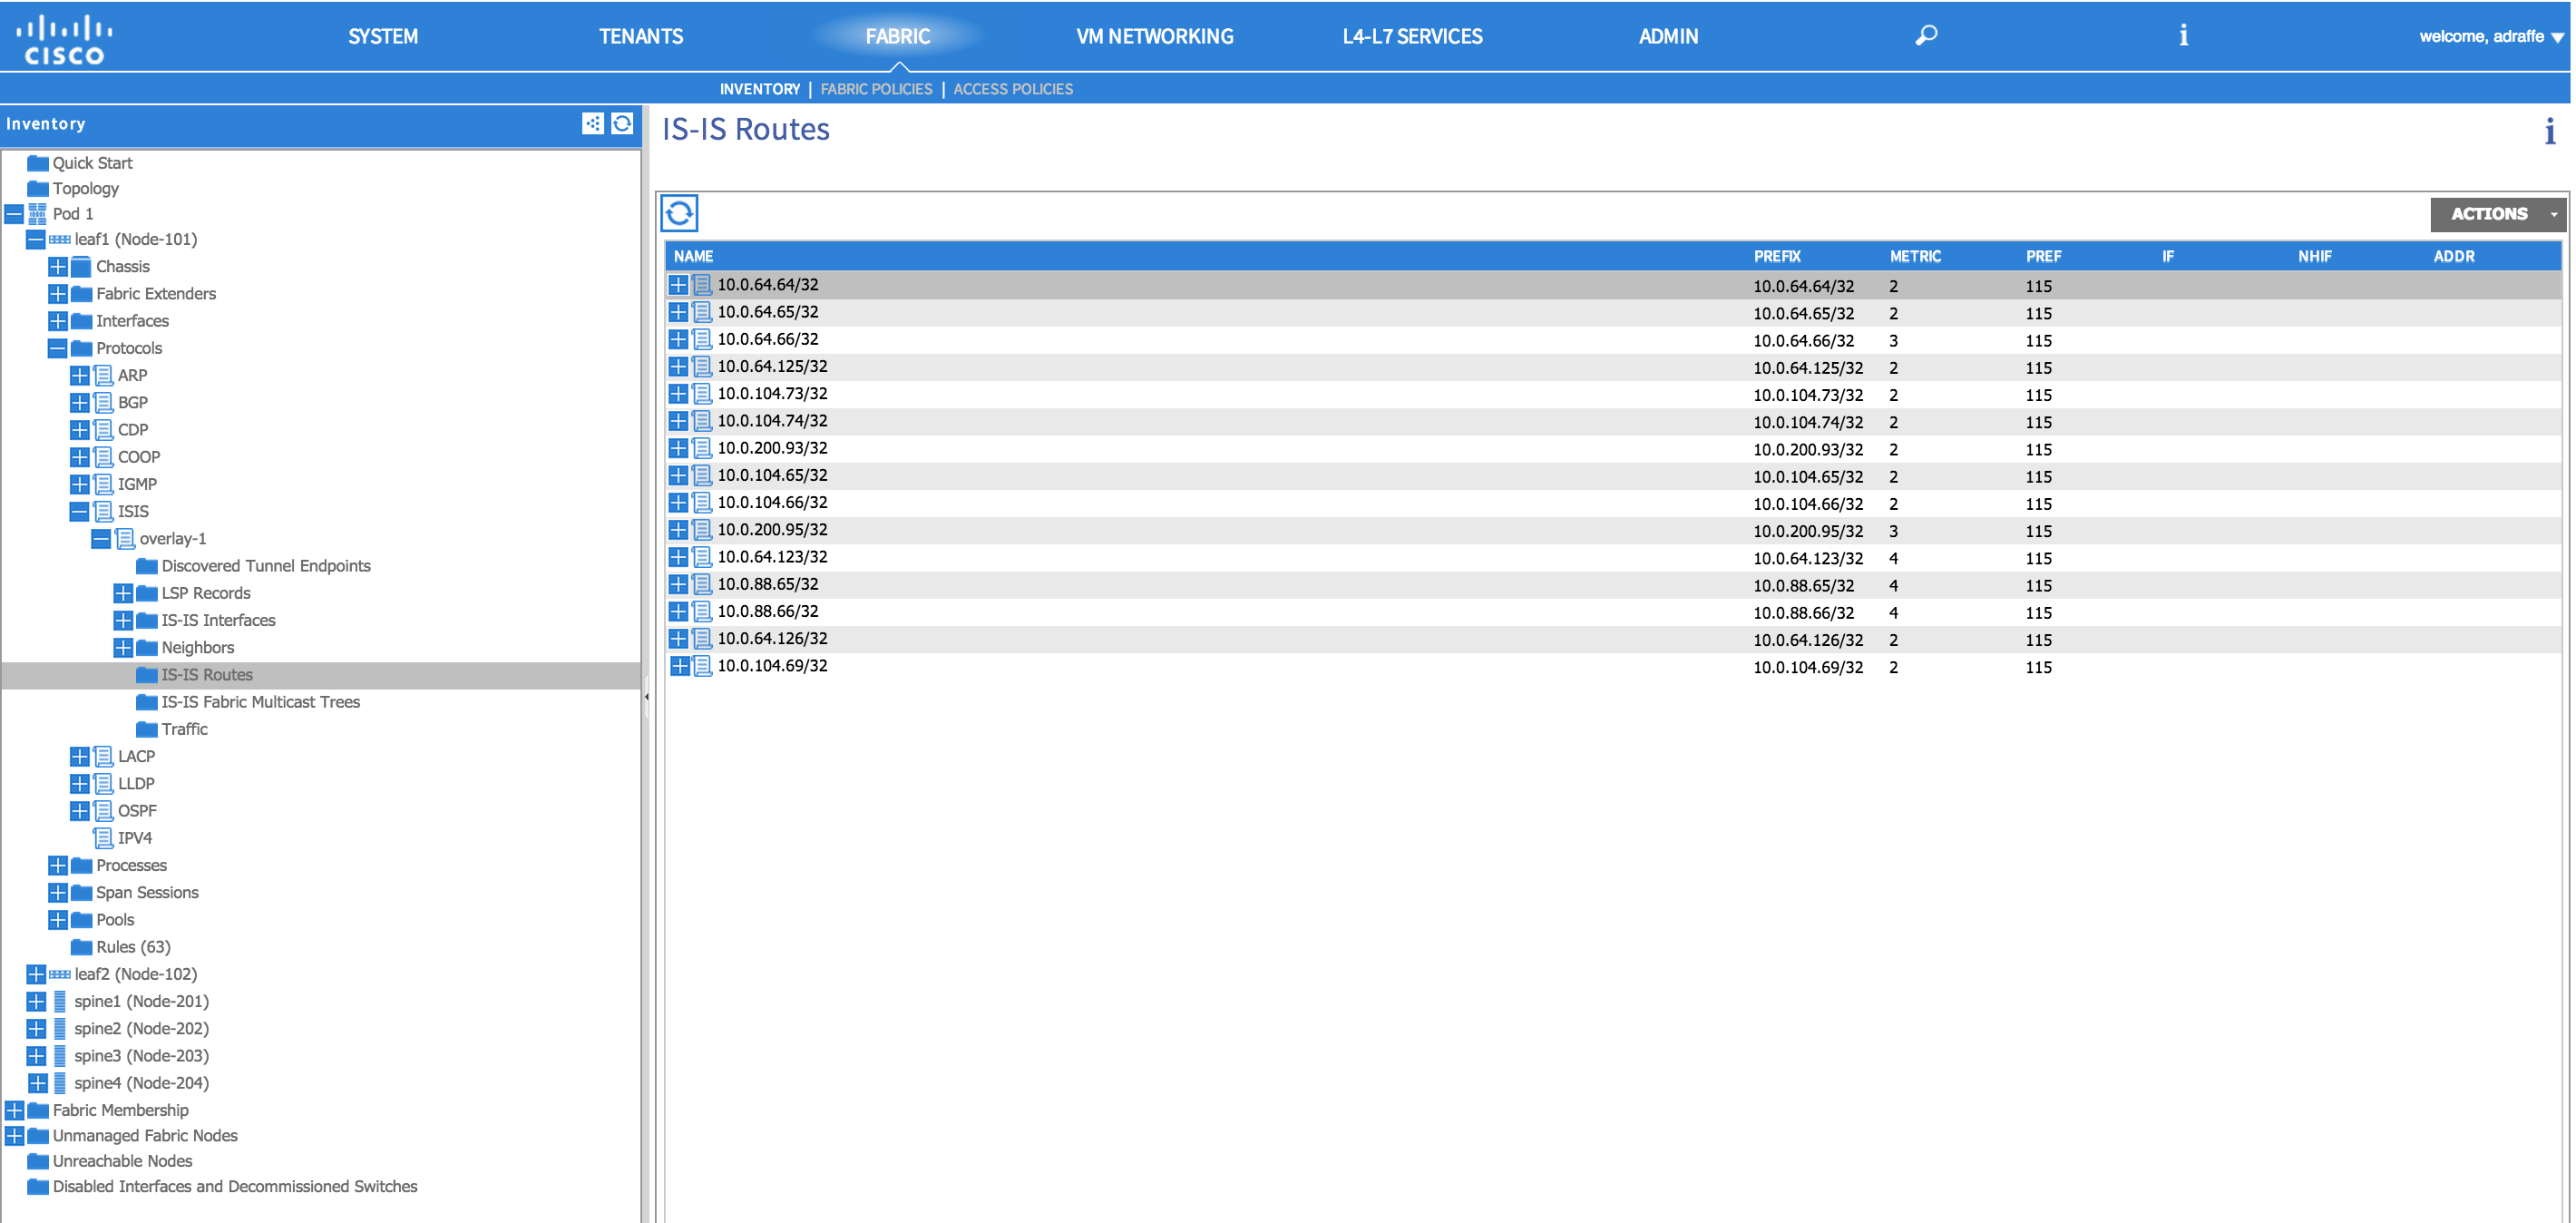 CISCO
SYSTEM TENANTS FABRIC VM NETWORKING L4-L7 SERVICES ADMIN i welcome, adraffe
INVENTORY | FABRIC POLICIES | ACCESS POLICIES
Inventory
Quick Start
Topology
Pod 1
leaf1 (Node-101)
Chassis
Fabric Extenders
Interfaces
Protocols
ARP
BGP
CDP
COOP
IGMP
ISIS
overlay-1
Discovered Tunnel Endpoints
LSP Records
IS-IS Interfaces
Neighbors
IS-IS Routes
IS-IS Fabric Multicast Trees
Traffic
LACP
LLDP
OSPF
IPV4
Processes
Span Sessions
Pools
Rules (63)
leaf2 (Node-102)
spine1 (Node-201)
spine2 (Node-202)
spine3 (Node-203)
spine4 (Node-204)
Fabric Membership
Unmanaged Fabric Nodes
Unreachable Nodes
Disabled Interfaces and Decommissioned Switches
IS-IS Routes i
ACTIONS
NAME PREFIX METRIC PREF IF NHIF ADDR
10.0.64.64/32 10.0.64.64/32 2 115
10.0.64.65/32 10.0.64.65/32 2 115
10.0.64.66/32 10.0.64.66/32 3 115
10.0.64.125/32 10.0.64.125/32 2 115
10.0.104.73/32 10.0.104.73/32 2 115
10.0.104.74/32 10.0.104.74/32 2 115
10.0.200.93/32 10.0.200.93/32 2 115
10.0.104.65/32 10.0.104.65/32 2 115
10.0.104.66/32 10.0.104.66/32 2 115
10.0.200.95/32 10.0.200.95/32 3 115
10.0.64.123/32 10.0.64.123/32 4 115
10.0.88.65/32 10.0.88.65/32 4 115
10.0.88.66/32 10.0.88.66/32 4 115
10.0.64.126/32 10.0.64.126/32 2 115
10.0.104.69/32 10.0.104.69/32 2 115